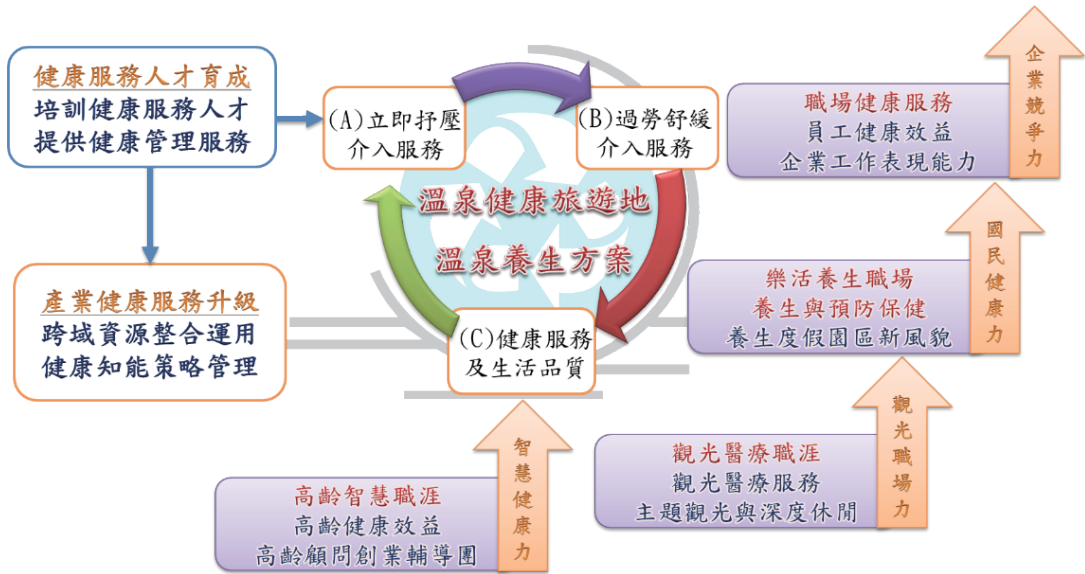 健康服務人才育成
培訓健康服務人才
提供健康管理服務
產業健康服務升級
跨域資源整合運用
健康知能策略管理
(A)立即抒壓
介入服務
(B)過勞舒緩
介入服務
溫泉健康旅遊地
溫泉養生方案
(C)健康服務
及生活品質
職場健康服務
員工健康效益
企業工作表現能力
企業競爭力
樂活養生職場
養生與預防保健
養生度假園區新風貌
國民健康力
觀光醫療職涯
觀光醫療服務
主題觀光與深度休閒
觀光職場力
高齡智慧職涯
高齡健康效益
高齡顧問創業輔導團
智慧健康力